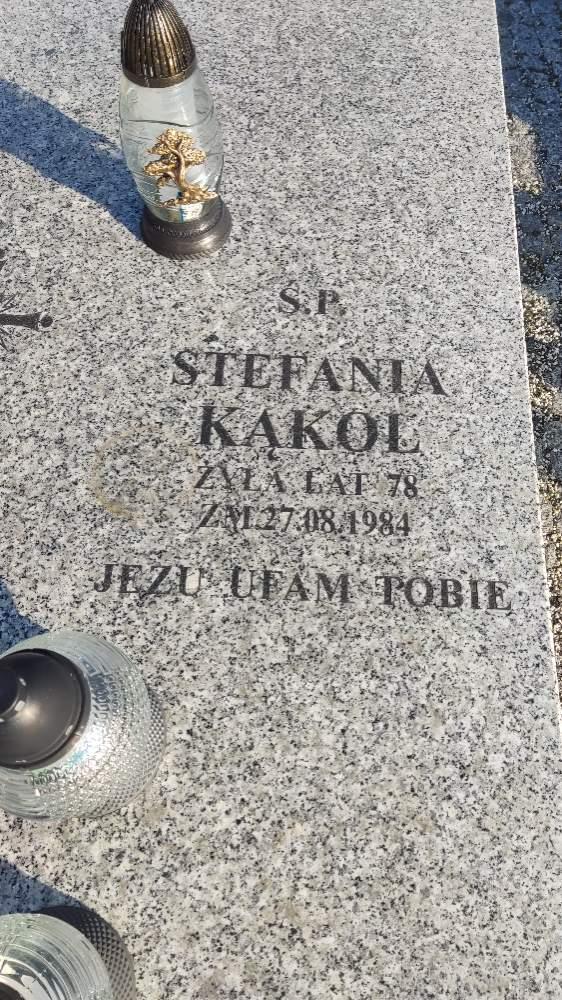 Ś.P.
STEFANIA
KĄKOL
ŻYŁA LAT 78
ZM.27.08.1984
JEZU UFAM TOBIE